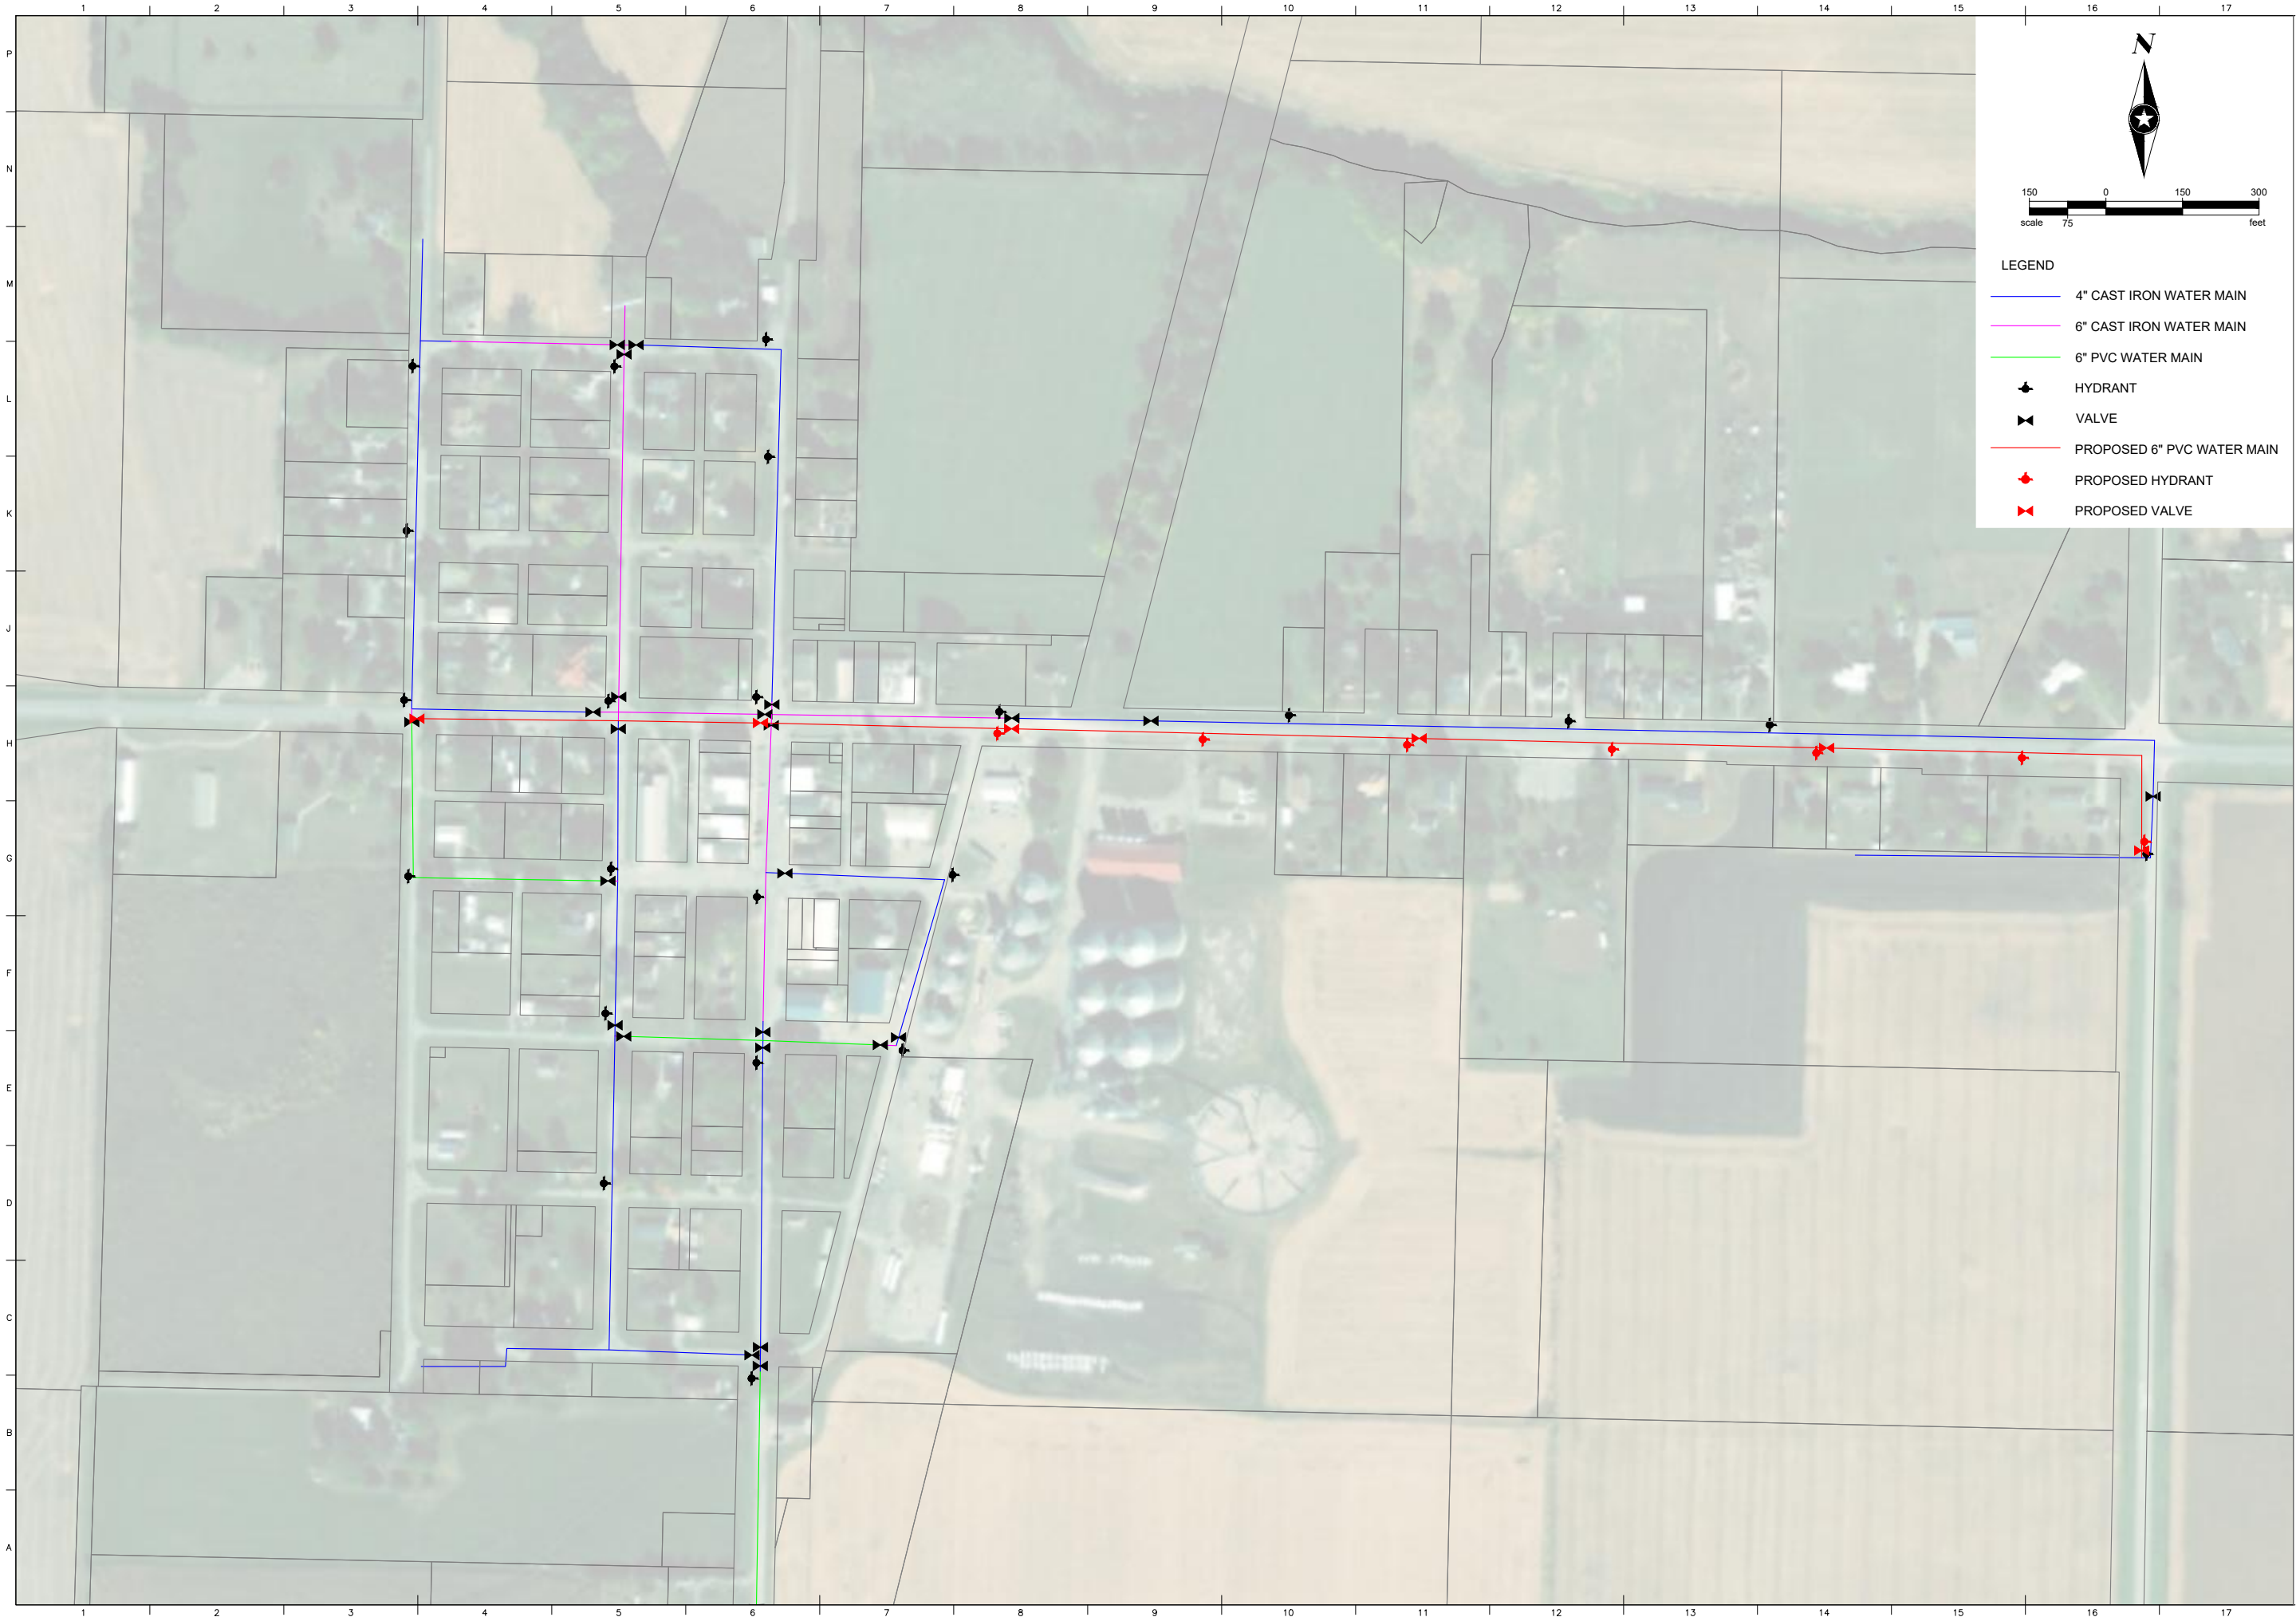 1 2 3 4 5 6 7 8 9 10 11 12 13 14 15 16 17
P
N
M
L
K
J
H
G
F
E
D
C
B
A
N
150 0 150 300
scale 75 feet
LEGEND
4" CAST IRON WATER MAIN
6" CAST IRON WATER MAIN
6" PVC WATER MAIN
HYDRANT
VALVE
PROPOSED 6" PVC WATER MAIN
PROPOSED HYDRANT
PROPOSED VALVE
1 2 3 4 5 6 7 8 9 10 11 12 13 14 15 16 17